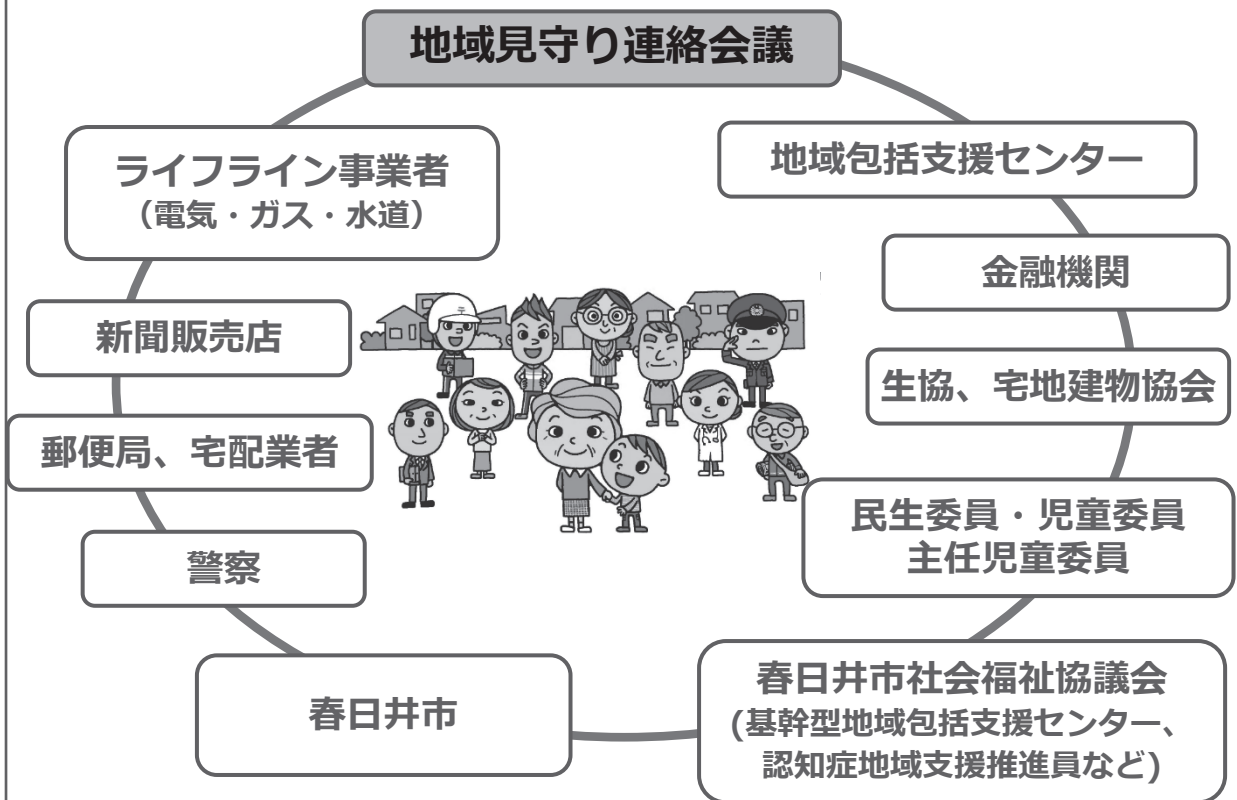 地域見守り連絡会議
ライフライン事業者
（電気・ガス・水道）
新聞販売店
郵便局、宅配業者
警察
春日井市
地域包括支援センター
金融機関
生協、宅地建物協会
民生委員・児童委員
主任児童委員
春日井市社会福祉協議会
(基幹型地域包括支援センター、
認知症地域支援推進員など)